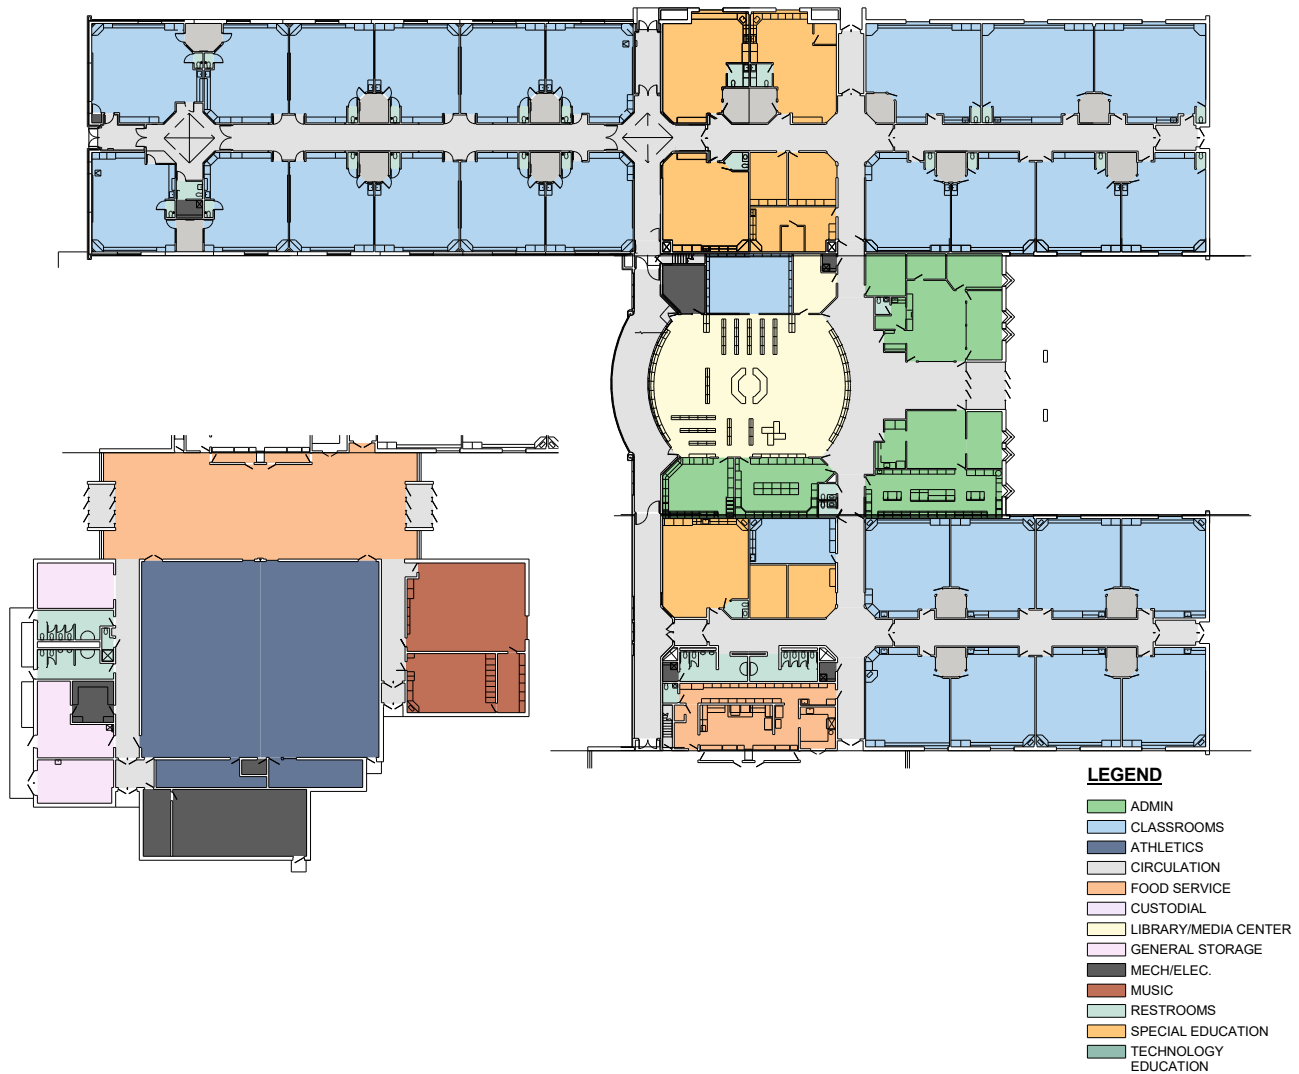 LEGEND
ADMIN
CLASSROOMS
ATHLETICS
CIRCULATION
FOOD SERVICE
CUSTODIAL
LIBRARY/MEDIA CENTER
GENERAL STORAGE
MECH/ELEC.
MUSIC
RESTROOMS
SPECIAL EDUCATION
TECHNOLOGY
EDUCATION